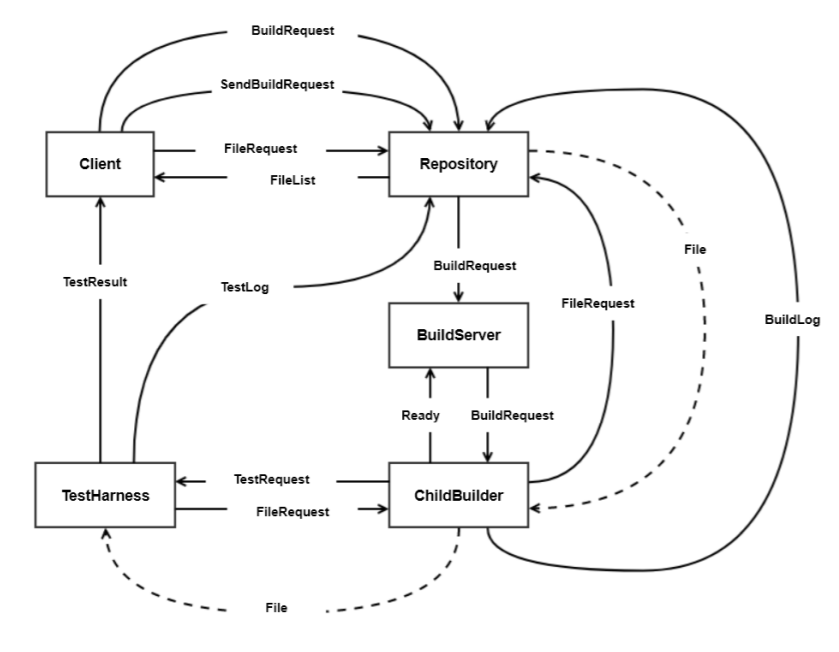 BuildRequest
SendBuildRequest
Client
FileRequest
Repository
FileList
File
TestResult
TestLog
BuildRequest
FileRequest
BuildLog
BuildServer
Ready
BuildRequest
TestHarness
TestRequest
ChildBuilder
FileRequest
File